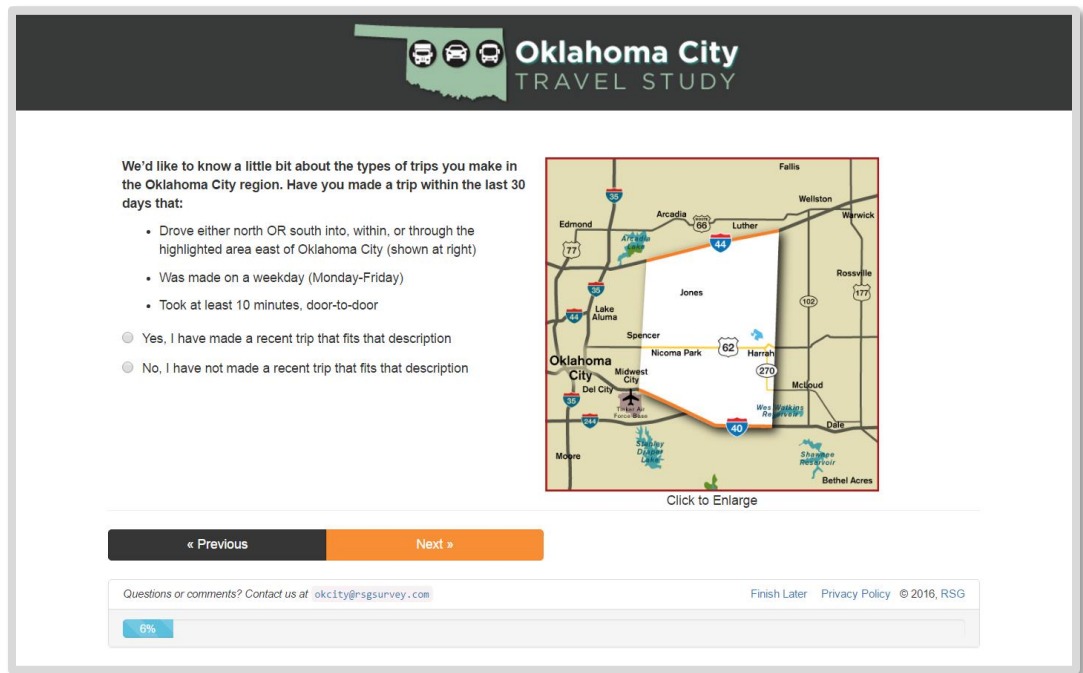 Oklahoma City
TRAVEL STUDY
We'd like to know a little bit about the types of trips you make in
the Oklahoma City region. Have you made a trip within the last 30
days that:
• Drove either north OR south into, within, or through the
highlighted area east of Oklahoma City (shown at right)
• Was made on a weekday (Monday-Friday)
• Took at least 10 minutes, door-to-door
Yes, I have made a recent trip that fits that description
No, I have not made a recent trip that fits that description
Fallis
35
Wellston
Edmond
Arcadia
66
Luther
Warwick
77
Arcadia
Lake
44
Rossville
35
Jones
102
177
44
Lake
Aluma
Spencer
Nicoma Park
62
Harrah
Oklahoma
City
Midwest
City
270
Del City
McLoud
35
Tinker Air
Force Base
Wes Watkins
Reservoir
244
40
Dale
Moore
Stanley
Draper
Lake
Shawnee
Reservoir
Bethel Acres
Click to Enlarge
« Previous
Next »
Questions or comments? Contact us at okcity@rsgsurvey.com
Finish Later Privacy Policy © 2016, RSG
6%